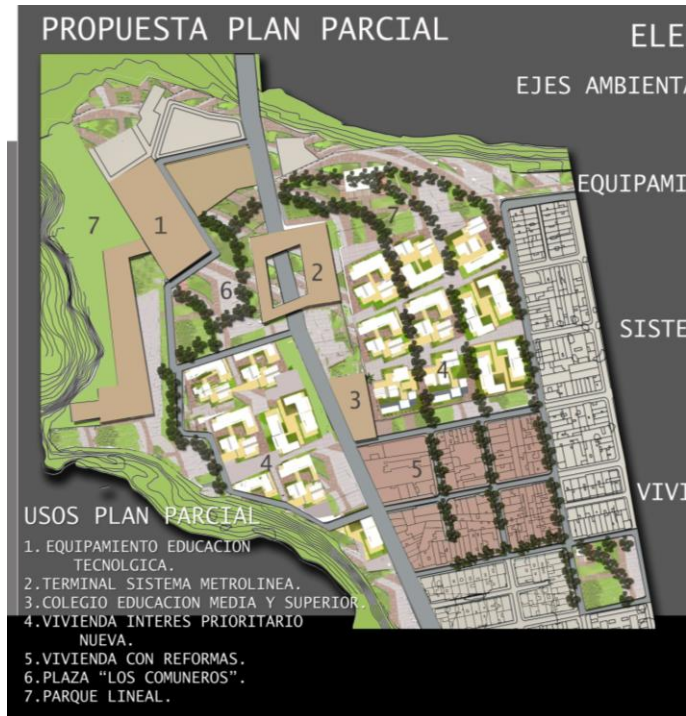 PROPUESTA PLAN PARCIAL
ELE
EJES AMBIENTA
EQUIPAMI
SISTE
VIVI
7
1
7
2
6
3
4
4
5
USOS PLAN PARCIAL
1. EQUIPAMIENTO EDUCACION
TECNOLGICA.
2.TERMINAL SISTEMA METROLINEA.
3.COLEGIO EDUCACION MEDIA Y SUPERIOR.
4.VIVIENDA INTERES PRIORITARIO
NUEVA.
5.VIVIENDA CON REFORMAS.
6.PLAZA “LOS COMUNEROS”.
7.PARQUE LINEAL.